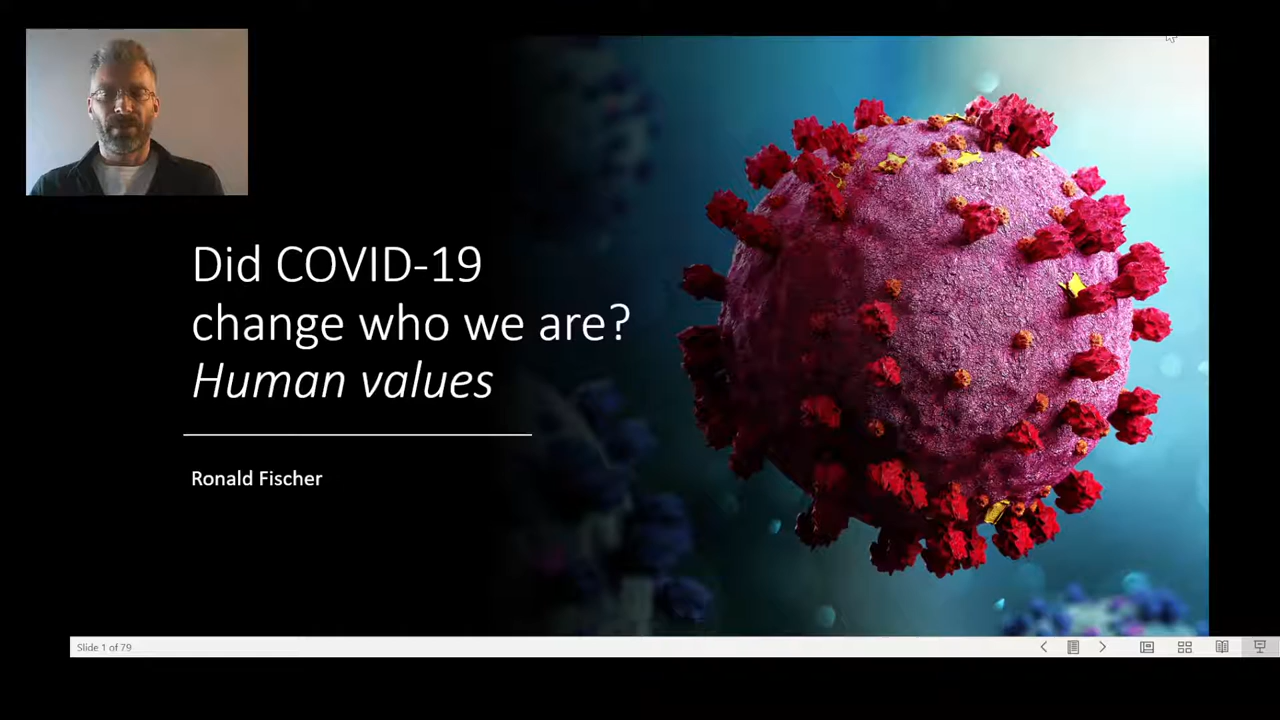 Did COVID-19
change who we are?
Human values
Ronald Fischer
Slide 1 of 79